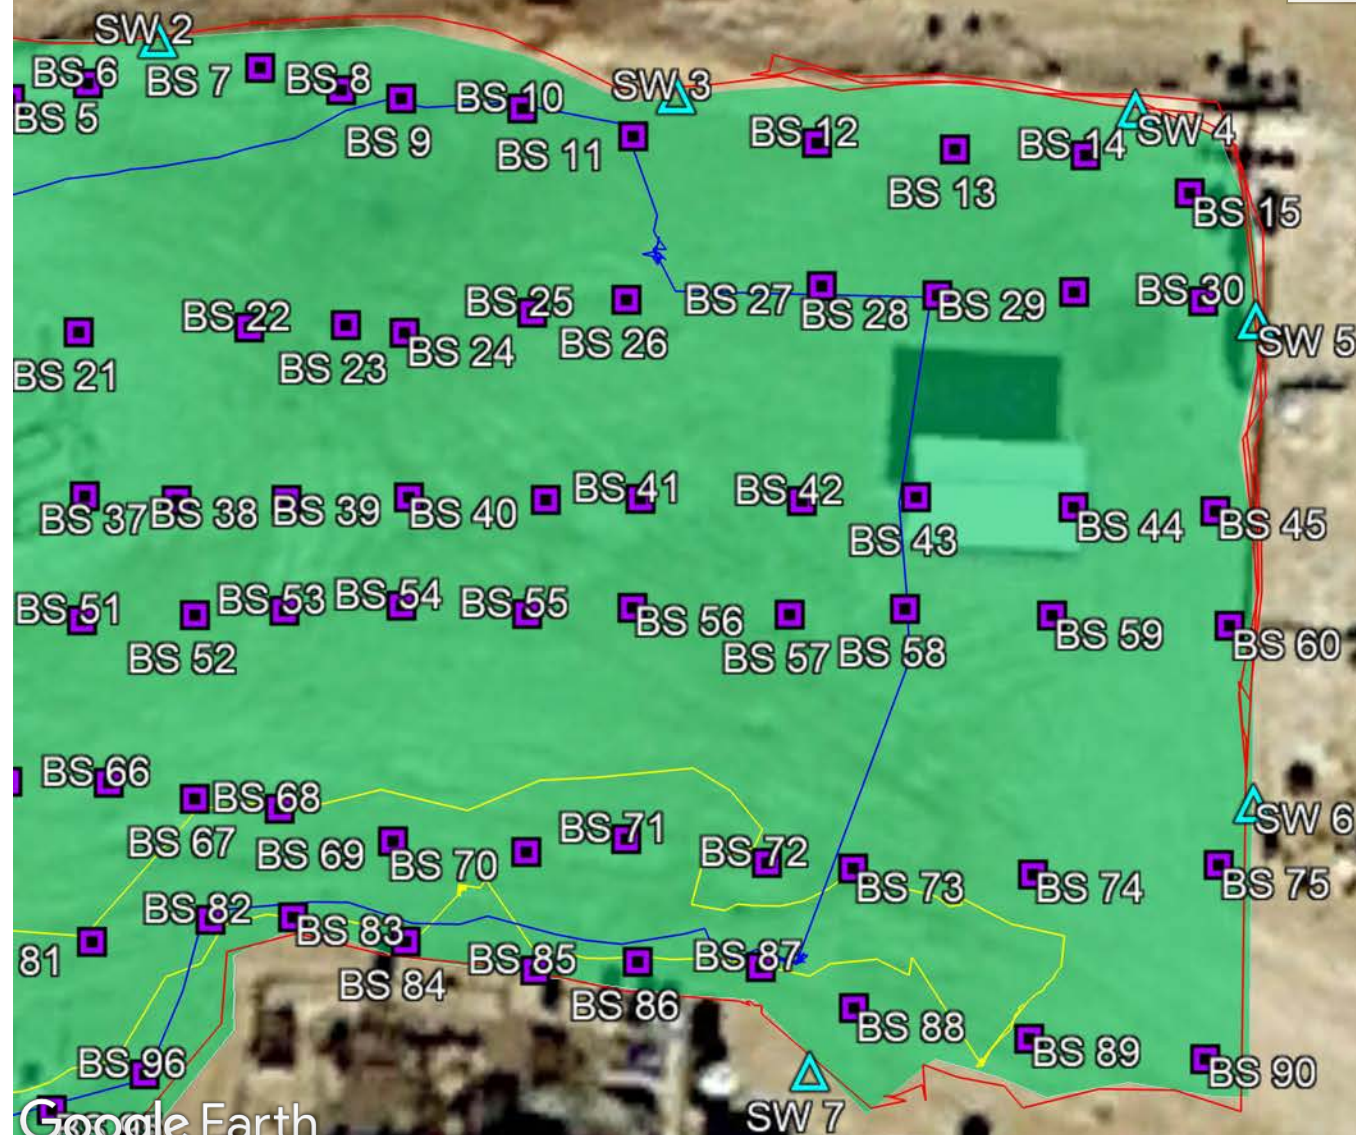 SW 2
BS 6
BS 7
BS 8
SW 3
BS 10
BS 5
BS 9
BS 11
BS 12
BS 14
SW 4
BS 13
BS 15
BS 22
BS 25
BS 27
BS 28
BS 29
BS 30
BS 21
BS 23
BS 24
BS 26
SW 5
BS 37
BS 38
BS 39
BS 40
BS 41
BS 42
BS 43
BS 44
BS 45
BS 51
BS 52
BS 53
BS 54
BS 55
BS 56
BS 57
BS 58
BS 59
BS 60
BS 66
BS 67
BS 68
BS 69
BS 70
BS 71
BS 72
BS 73
BS 74
BS 75
SW 6
81
BS 82
BS 83
BS 84
BS 85
BS 86
BS 87
BS 88
BS 89
BS 90
BS 96
SW 7
Google Earth